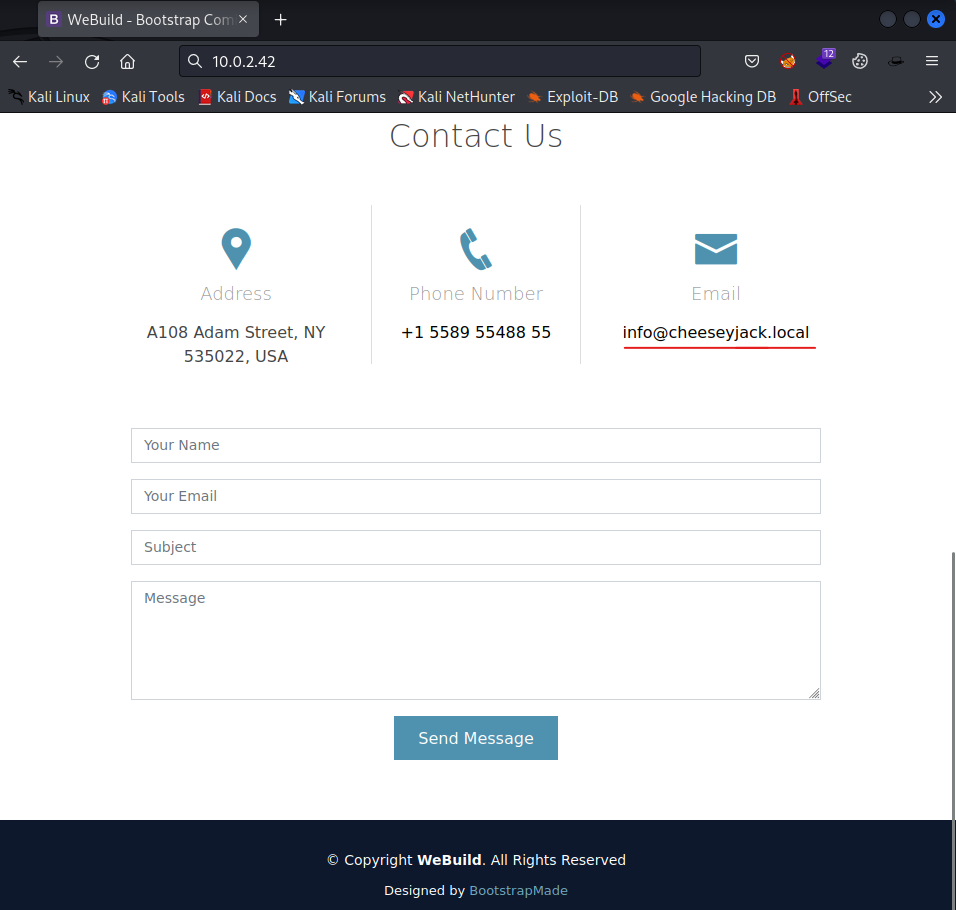 B WeBuild - Bootstrap Com
10.0.2.42
12
Kali Linux Kali Tools Kali Docs Kali Forums Kali NetHunter Exploit-DB Google Hacking DB OffSec
Contact Us
Address
A108 Adam Street, NY
535022, USA
Phone Number
+1 5589 55488 55
Email
info@cheeseyjack.local
Your Name
Your Email
Subject
Message
Send Message
© Copyright WeBuild. All Rights Reserved
Designed by BootstrapMade